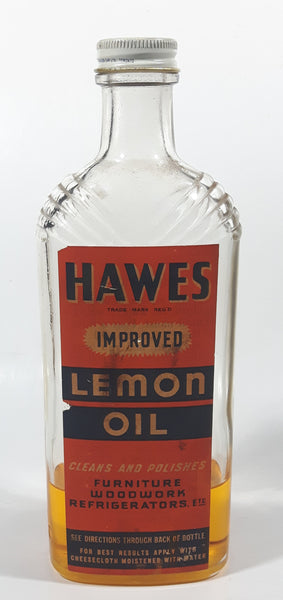 HAWES
TRADE MARK REG'D
IMPROVED
LEMON
OIL
CLEANS AND POLISHES
FURNITURE
WOODWORK
REFRIGERATORS, ETC.
SEE DIRECTIONS THROUGH BACK OF BOTTLE
FOR BEST RESULTS APPLY WITH
CHEESECLOTH MOISTENED WITH WATER